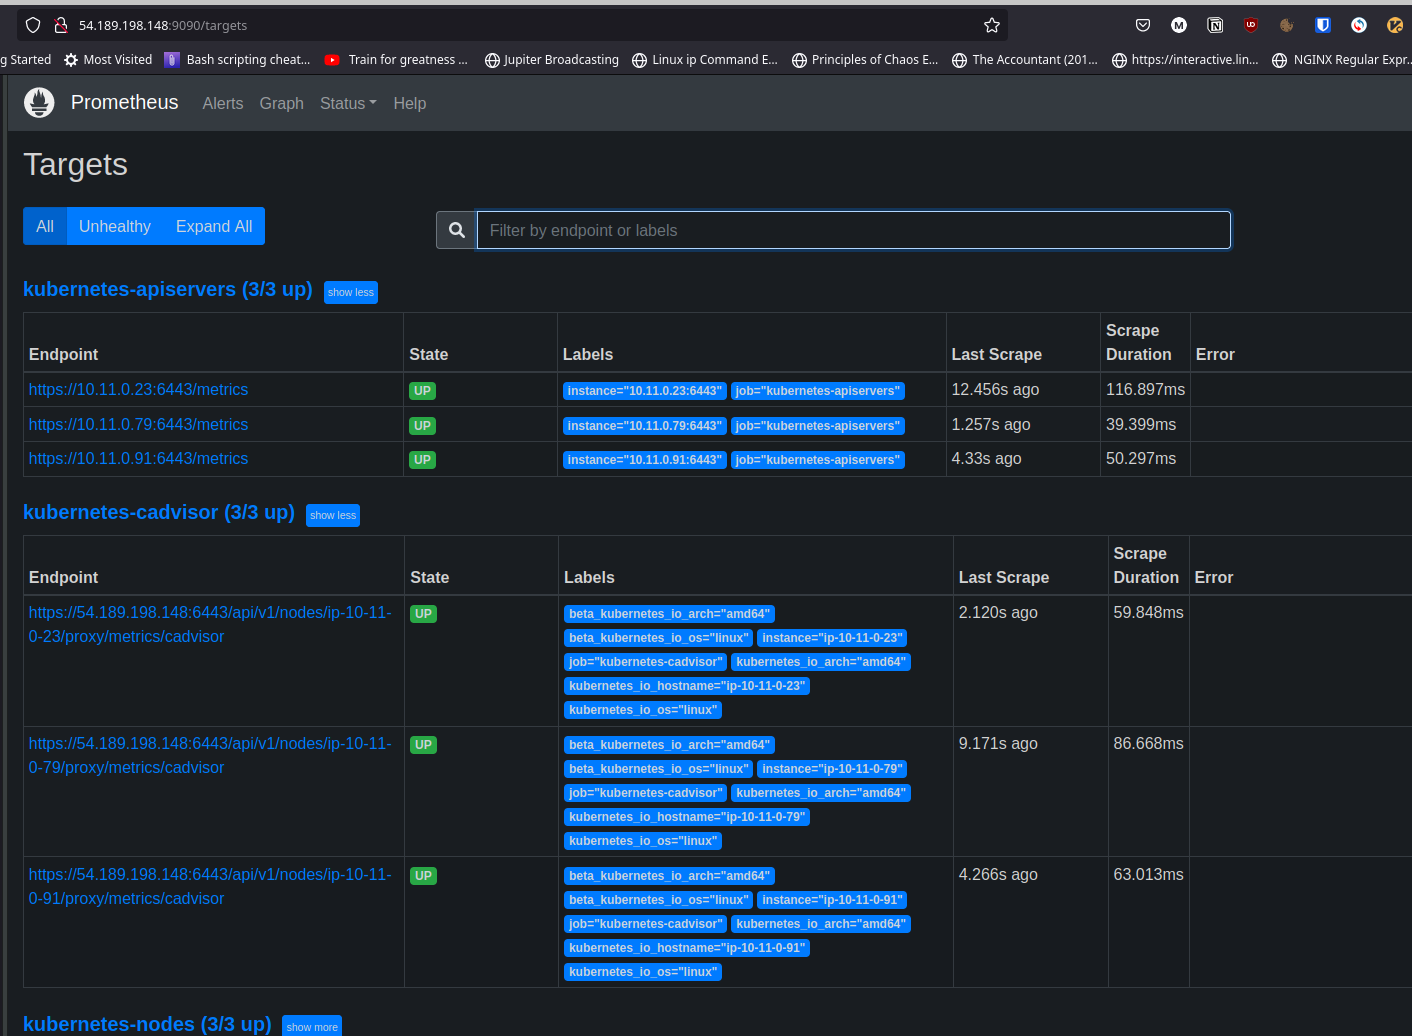 54.189.198.148:9090/targets
g Started Most Visited Bash scripting cheat... Train for greatness ... Jupiter Broadcasting Linux ip Command E... Principles of Chaos E... The Accountant (201... https://interactive.lin... NGINX Regular Expr...
Prometheus Alerts Graph Status Help
Targets
All Unhealthy Expand All Filter by endpoint or labels
kubernetes-apiservers (3/3 up) show less
Endpoint State Labels Last Scrape Scrape Duration Error
https://10.11.0.23:6443/metrics UP instance="10.11.0.23:6443" job="kubernetes-apiservers" 12.456s ago 116.897ms
https://10.11.0.79:6443/metrics UP instance="10.11.0.79:6443" job="kubernetes-apiservers" 1.257s ago 39.399ms
https://10.11.0.91:6443/metrics UP instance="10.11.0.91:6443" job="kubernetes-apiservers" 4.33s ago 50.297ms
kubernetes-cadvisor (3/3 up) show less
Endpoint State Labels Last Scrape Scrape Duration Error
https://54.189.198.148:6443/api/v1/nodes/ip-10-11- UP beta_kubernetes_io_arch="amd64" 2.120s ago 59.848ms
0-23/proxy/metrics/cadvisor beta_kubernetes_io_os="linux" instance="ip-10-11-0-23"
job="kubernetes-cadvisor" kubernetes_io_arch="amd64"
kubernetes_io_hostname="ip-10-11-0-23"
kubernetes_io_os="linux"
https://54.189.198.148:6443/api/v1/nodes/ip-10-11- UP beta_kubernetes_io_arch="amd64" 9.171s ago 86.668ms
0-79/proxy/metrics/cadvisor beta_kubernetes_io_os="linux" instance="ip-10-11-0-79"
job="kubernetes-cadvisor" kubernetes_io_arch="amd64"
kubernetes_io_hostname="ip-10-11-0-79"
kubernetes_io_os="linux"
https://54.189.198.148:6443/api/v1/nodes/ip-10-11- UP beta_kubernetes_io_arch="amd64" 4.266s ago 63.013ms
0-91/proxy/metrics/cadvisor beta_kubernetes_io_os="linux" instance="ip-10-11-0-91"
job="kubernetes-cadvisor" kubernetes_io_arch="amd64"
kubernetes_io_hostname="ip-10-11-0-91"
kubernetes_io_os="linux"
kubernetes-nodes (3/3 up) show more